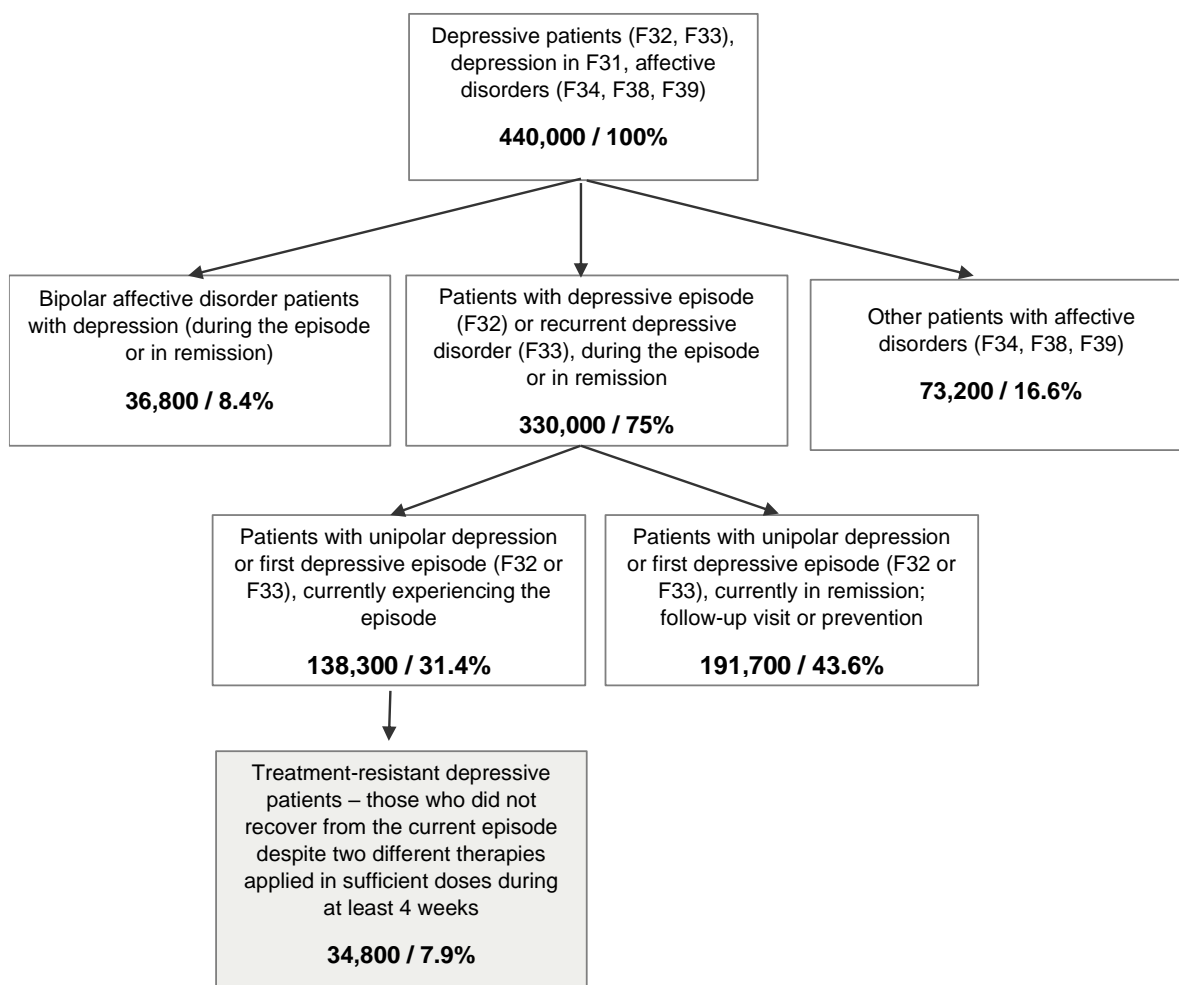 Depressive patients (F32, F33),
depression in F31, affective
disorders (F34, F38, F39)
440,000 / 100%
Bipolar affective disorder patients
with depression (during the episode
or in remission)
36,800 / 8.4%
Patients with depressive episode
(F32) or recurrent depressive
disorder (F33), during the episode
or in remission
330,000 / 75%
Other patients with affective
disorders (F34, F38, F39)
73,200 / 16.6%
Patients with unipolar depression
or first depressive episode (F32 or
F33), currently experiencing the
episode
138,300 / 31.4%
Patients with unipolar depression
or first depressive episode (F32 or
F33), currently in remission;
follow-up visit or prevention
191,700 / 43.6%
Treatment-resistant depressive
patients – those who did not
recover from the current episode
despite two different therapies
applied in sufficient doses during
at least 4 weeks
34,800 / 7.9%